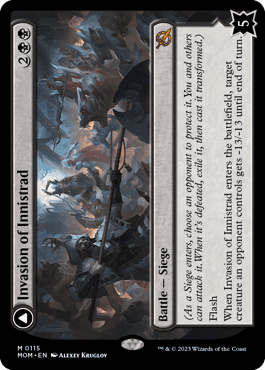 Invasion of Innistrad
2
Battle — Siege
(As a Siege enters, choose an opponent to protect it. You and others
can attack it. When it's defeated, exile it, then cast it transformed.)
Flash
When Invasion of Innistrad enters the battlefield, target
creature an opponent controls gets -13/-13 until end of turn.
5
M 0115
MOM • EN ALEXEY KRUGLOV
™ & © 2023 Wizards of the Coast